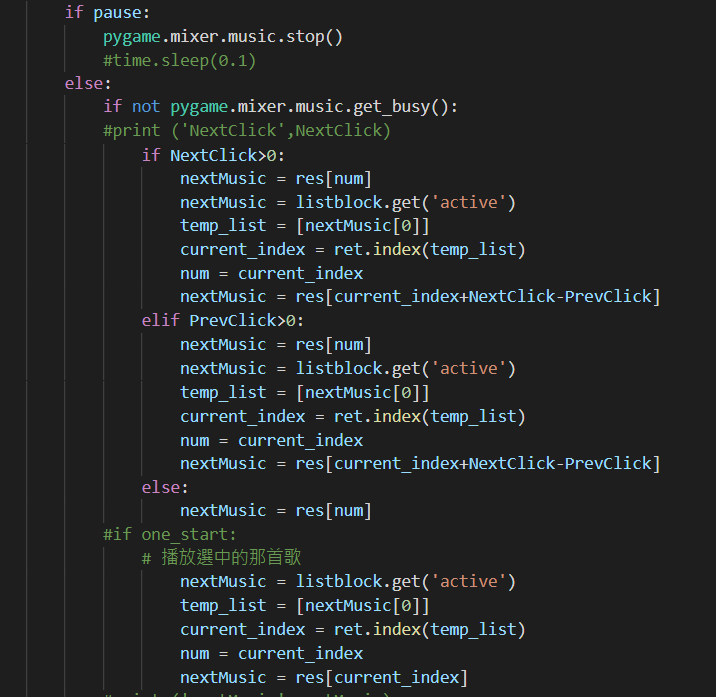 if pause:
pygame.mixer.music.stop()
#time.sleep(0.1)
else:
if not pygame.mixer.music.get_busy():
#print ('NextClick',NextClick)
if NextClick>0:
nextMusic = res[num]
nextMusic = listblock.get('active')
temp_list = [nextMusic[0]]
current_index = ret.index(temp_list)
num = current_index
nextMusic = res[current_index+NextClick-PrevClick]
elif PrevClick>0:
nextMusic = res[num]
nextMusic = listblock.get('active')
temp_list = [nextMusic[0]]
current_index = ret.index(temp_list)
num = current_index
nextMusic = res[current_index+NextClick-PrevClick]
else:
nextMusic = res[num]
#if one_start:
# 播放選中的那首歌
nextMusic = listblock.get('active')
temp_list = [nextMusic[0]]
current_index = ret.index(temp_list)
num = current_index
nextMusic = res[current_index]